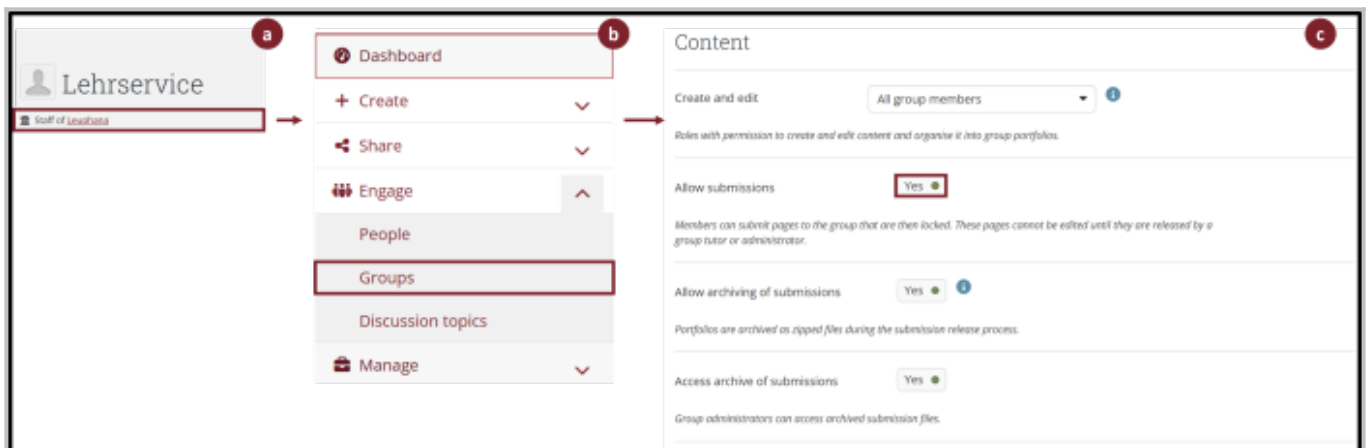 a
Lehrservice
Staff of Leuphana
b
Dashboard
Create
Share
Engage
People
Groups
Discussion topics
Manage
c
Content
Create and edit
All group members
Roles with permission to create and edit content and organise it into group portfolios.
Allow submissions
Yes
Members can submit pages to the group that are then locked. These pages cannot be edited until they are released by a
group tutor or administrator.
Allow archiving of submissions
Yes
Portfolios are archived as zipped files during the submission release process.
Access archive of submissions
Yes
Group administrators can access archived submission files.